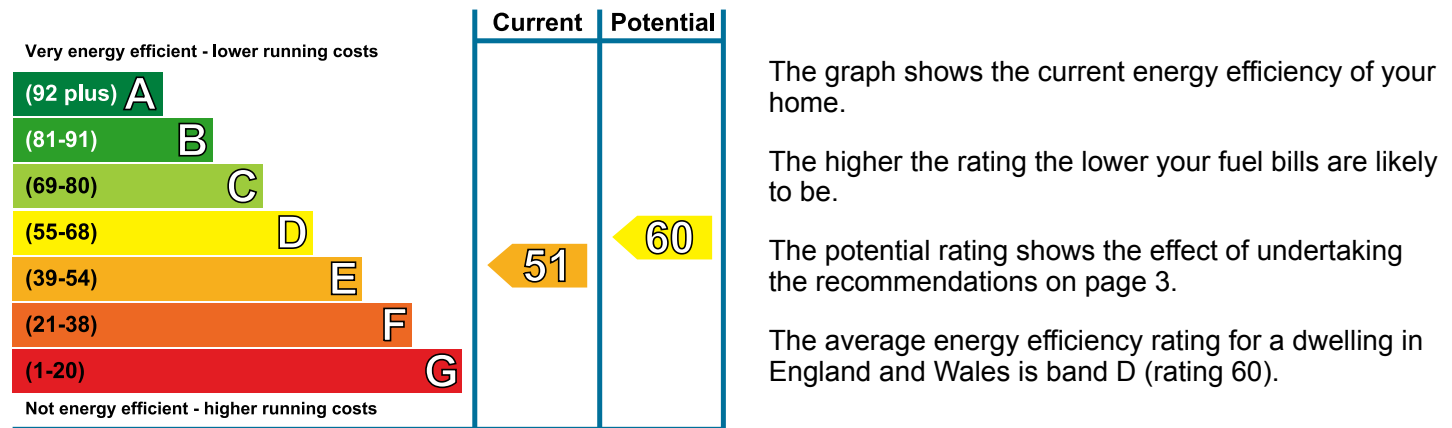 Current Potential
Very energy efficient - lower running costs
(92 plus) A
(81-91) B
(69-80) C
(55-68) D
(39-54) E
(21-38) F
(1-20) G
Not energy efficient - higher running costs
51
60
The graph shows the current energy efficiency of your
home.
The higher the rating the lower your fuel bills are likely
to be.
The potential rating shows the effect of undertaking
the recommendations on page 3.
The average energy efficiency rating for a dwelling in
England and Wales is band D (rating 60).